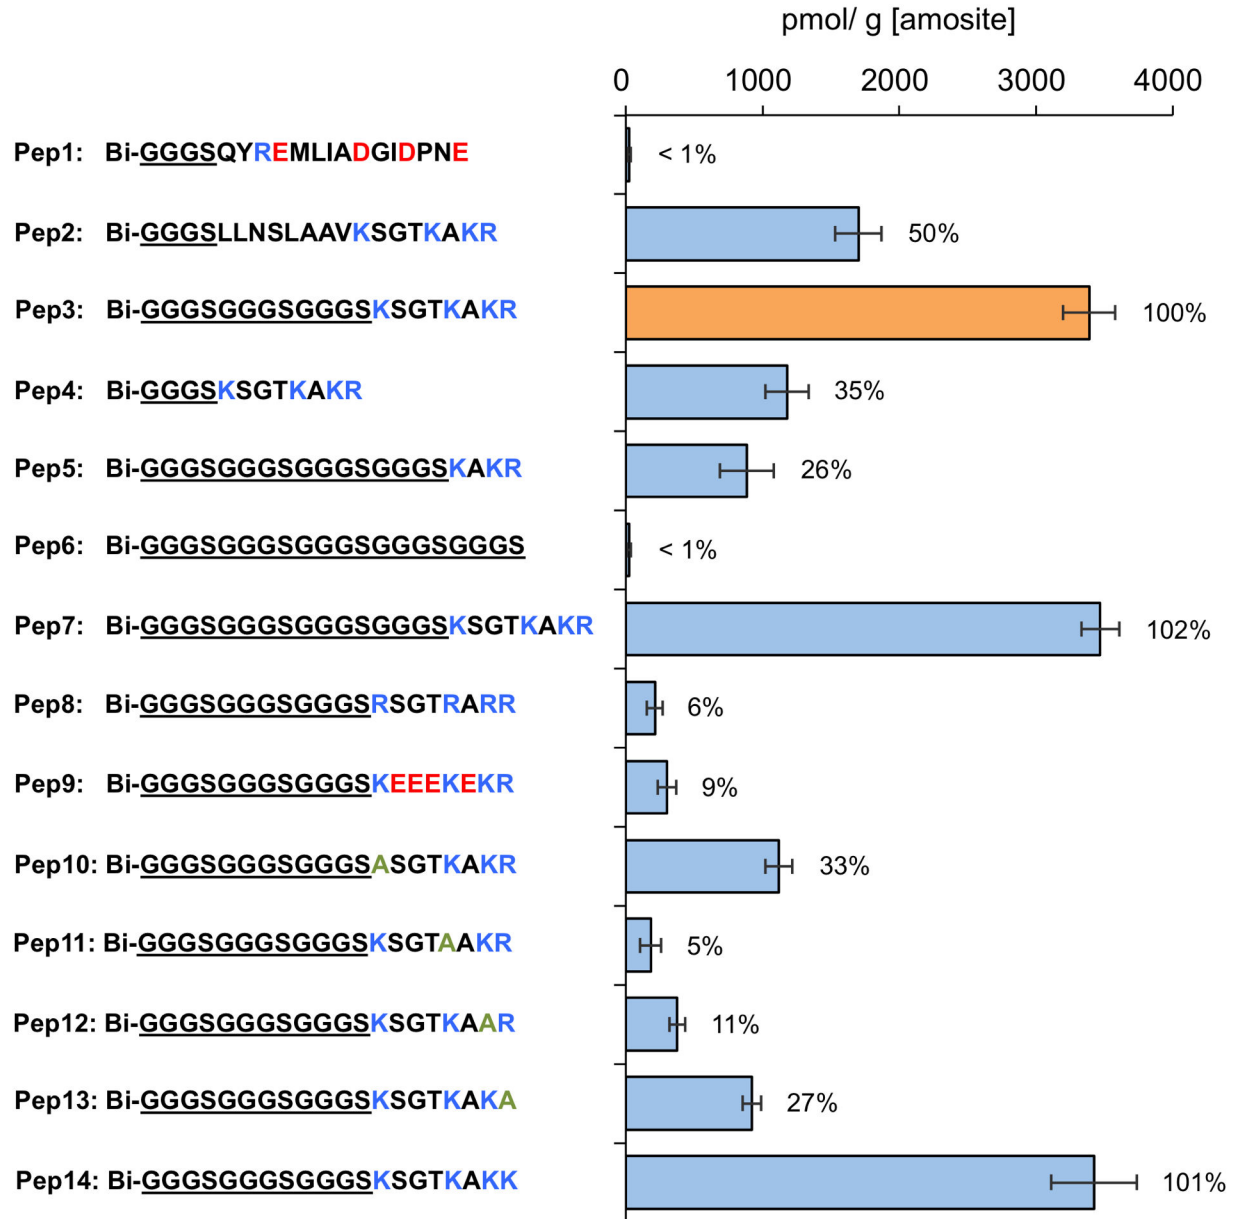 pmol/ g [amosite]
0 1000 2000 3000 4000
Pep1: Bi-GGGSQYREMLIADGIDPNE < 1%
Pep2: Bi-GGGSLLNSLAAVKSGTKAKR 50%
Pep3: Bi-GGGSGGGSGGGSKSGTKAKR 100%
Pep4: Bi-GGGSKSGTKAKR 35%
Pep5: Bi-GGGSGGGSGGGSGGGSKAKR 26%
Pep6: Bi-GGGSGGGSGGGSGGGSGGGS < 1%
Pep7: Bi-GGGSGGGSGGGSGGGSKSGTKAKR 102%
Pep8: Bi-GGGSGGGSGGGSRSGTRARR 6%
Pep9: Bi-GGGSGGGSGGGSKEEEKEKR 9%
Pep10: Bi-GGGSGGGSGGGSASGTKAKR 33%
Pep11: Bi-GGGSGGGSGGGSKSGTAAKR 5%
Pep12: Bi-GGGSGGGSGGGSKSGTKAAR 11%
Pep13: Bi-GGGSGGGSGGGSKSGTKAKA 27%
Pep14: Bi-GGGSGGGSGGGSKSGTKAKK 101%